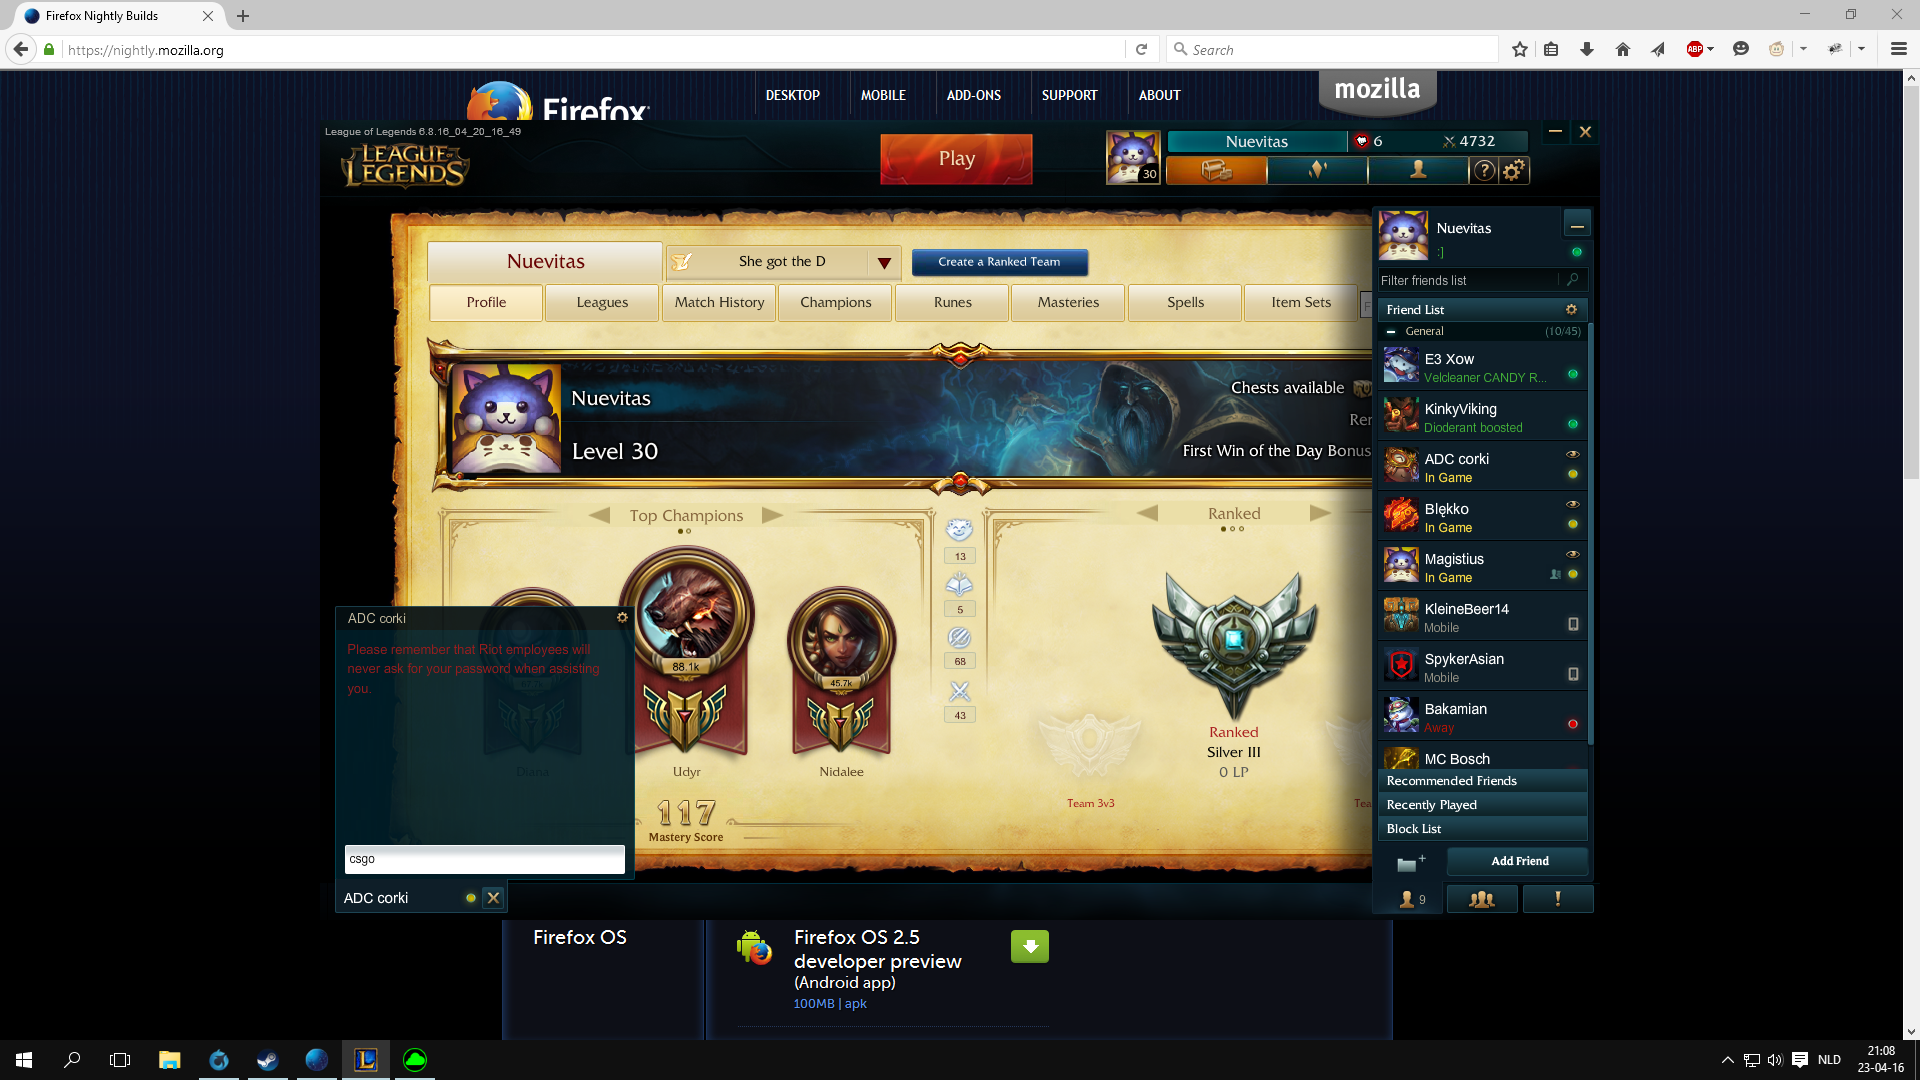 Firefox Nightly Builds
https://nightly.mozilla.org
Search
ABP
Firefox
DESKTOP
MOBILE
ADD-ONS
SUPPORT
ABOUT
mozilla
League of Legends 6.8.16_04_20_16_49
LEAGUE OF LEGENDS
Play
30
Nuevitas
6
4732
?
Nuevitas
She got the D
Create a Ranked Team
Profile
Leagues
Match History
Champions
Runes
Masteries
Spells
Item Sets
Nuevitas
Level 30
Chests available
First Win of the Day Bonus
Top Champions
Ranked
88.1k
45.7k
Diana
Udyr
Nidalee
117
Mastery Score
13
5
68
43
Ranked
Silver III
0 LP
Team 3v3
ADC corki
Please remember that Riot employees will
never ask for your password when assisting
you.
csgo
ADC corki
Nuevitas
:]
Filter friends list
Friend List
General
(10/45)
E3 Xow
Velcleaner CANDY R...
KinkyViking
Dioderant boosted
ADC corki
In Game
Blękko
In Game
Magistius
In Game
KleineBeer14
Mobile
SpykerAsian
Mobile
Bakamian
Away
MC Bosch
Recommended Friends
Recently Played
Block List
Add Friend
9
!
Firefox OS
Firefox OS 2.5
developer preview
(Android app)
100MB | apk
NLD
21:08
23-04-16